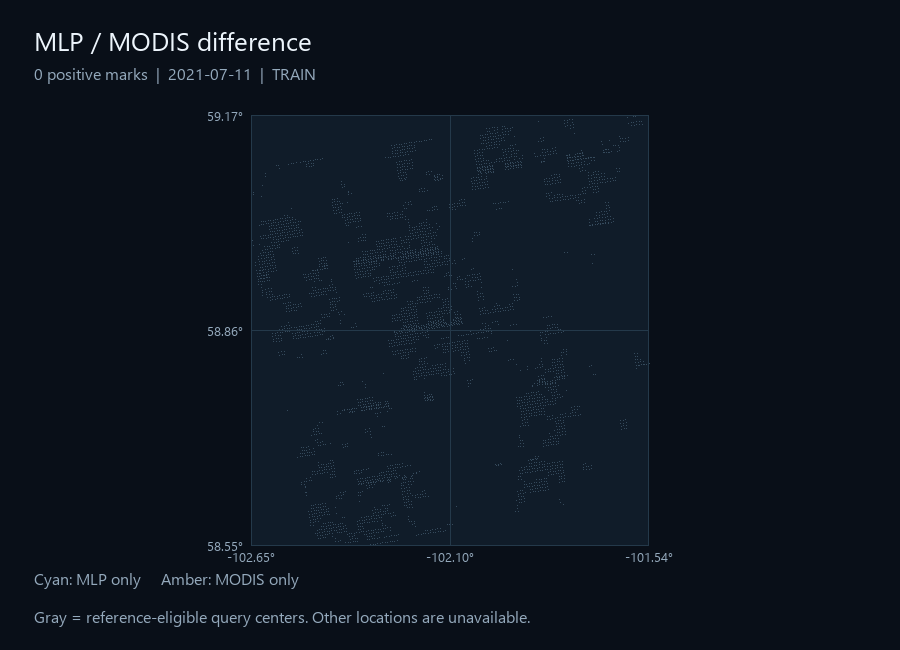 MLP / MODIS difference
0 positive marks | 2021-07-11 | TRAIN
59.17°
58.86°
58.55°
-102.65° -102.10° -101.54°
Cyan: MLP only Amber: MODIS only
Gray = reference-eligible query centers. Other locations are unavailable.